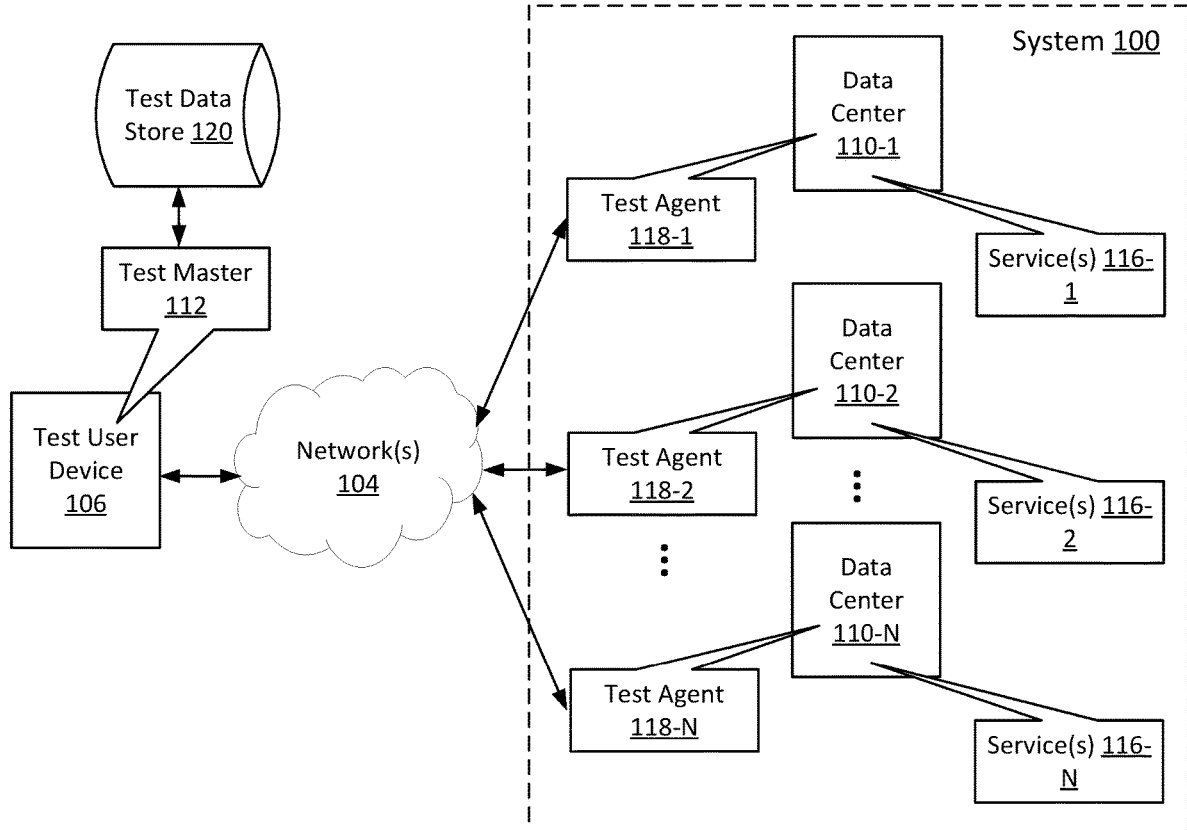 System 100
Test Data
Store 120
Data
Center
110-1
Test Agent
118-1
Test Master
112
Service(s) 116-
1
Data
Center
110-2
Test User
Device
106
Network(s)
104
Test Agent
118-2
Service(s) 116-
2
Data
Center
110-N
Test Agent
118-N
Service(s) 116-
N